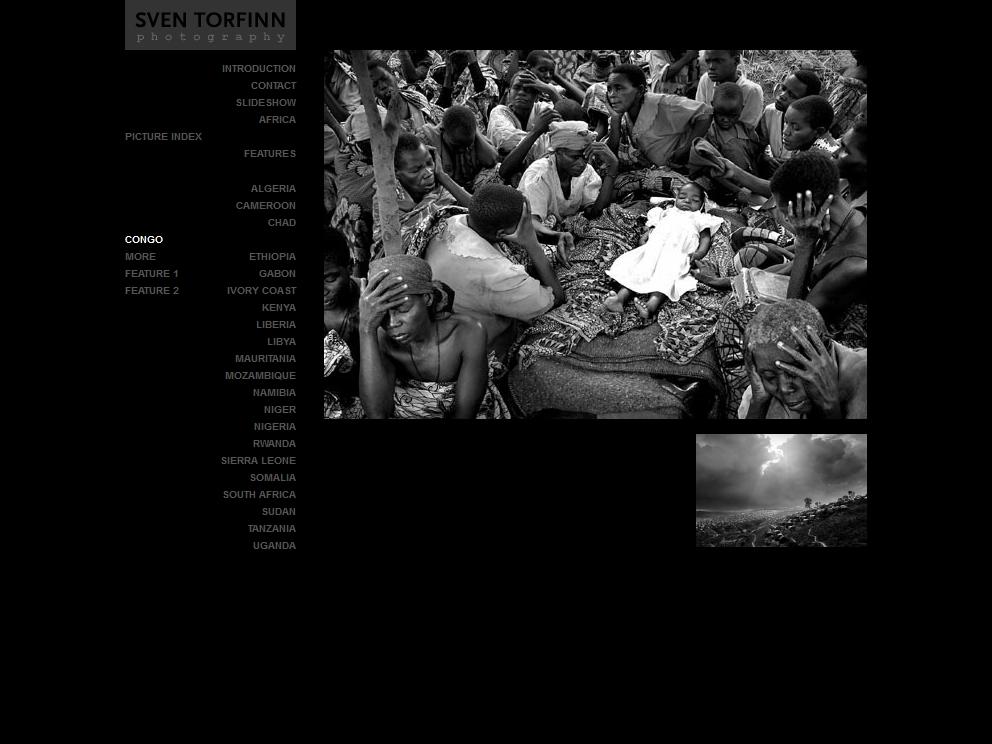 SVEN TORFINN
photography
INTRODUCTION
CONTACT
SLIDESHOW
AFRICA
PICTURE INDEX
FEATURES
ALGERIA
CAMEROON
CHAD
CONGO
MORE ETHIOPIA
FEATURE 1 GABON
FEATURE 2 IVORY COAST
KENYA
LIBERIA
LIBYA
MAURITANIA
MOZAMBIQUE
NAMIBIA
NIGER
NIGERIA
RWANDA
SIERRA LEONE
SOMALIA
SOUTH AFRICA
SUDAN
TANZANIA
UGANDA